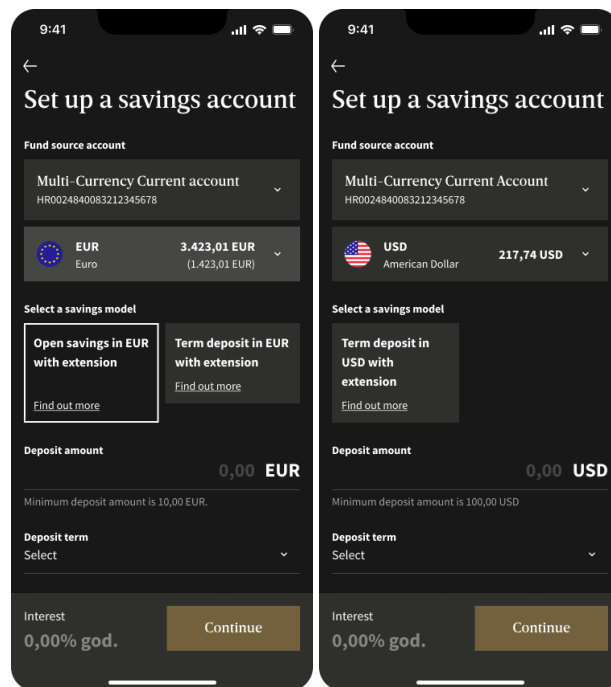 9:41
Set up a savings account
Fund source account
Multi-Currency Current account
HR0024840083212345678
EUR
3.423,01 EUR
Euro
(1.423,01 EUR)
Select a savings model
Open savings in EUR
with extension
Find out more
Term deposit in EUR
with extension
Find out more
Deposit amount
0,00 EUR
Minimum deposit amount is 10,00 EUR.
Deposit term
Select
Interest
0,00% god.
Continue
9:41
Set up a savings account
Fund source account
Multi-Currency Current Account
HR0024840083212345678
USD
American Dollar
217,74 USD
Select a savings model
Term deposit in
USD with
extension
Find out more
Deposit amount
0,00 USD
Minimum deposit amount is 100,00 USD
Deposit term
Select
Interest
0,00% god.
Continue